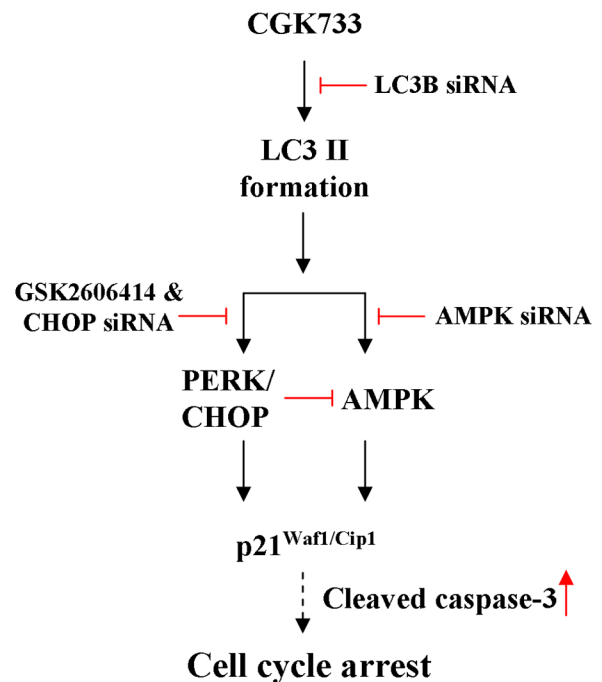 CGK733
LC3B siRNA
LC3 II
formation
GSK2606414 &
CHOP siRNA
AMPK siRNA
PERK/
CHOP
AMPK
p21Waf1/Cip1
Cleaved caspase-3
Cell cycle arrest